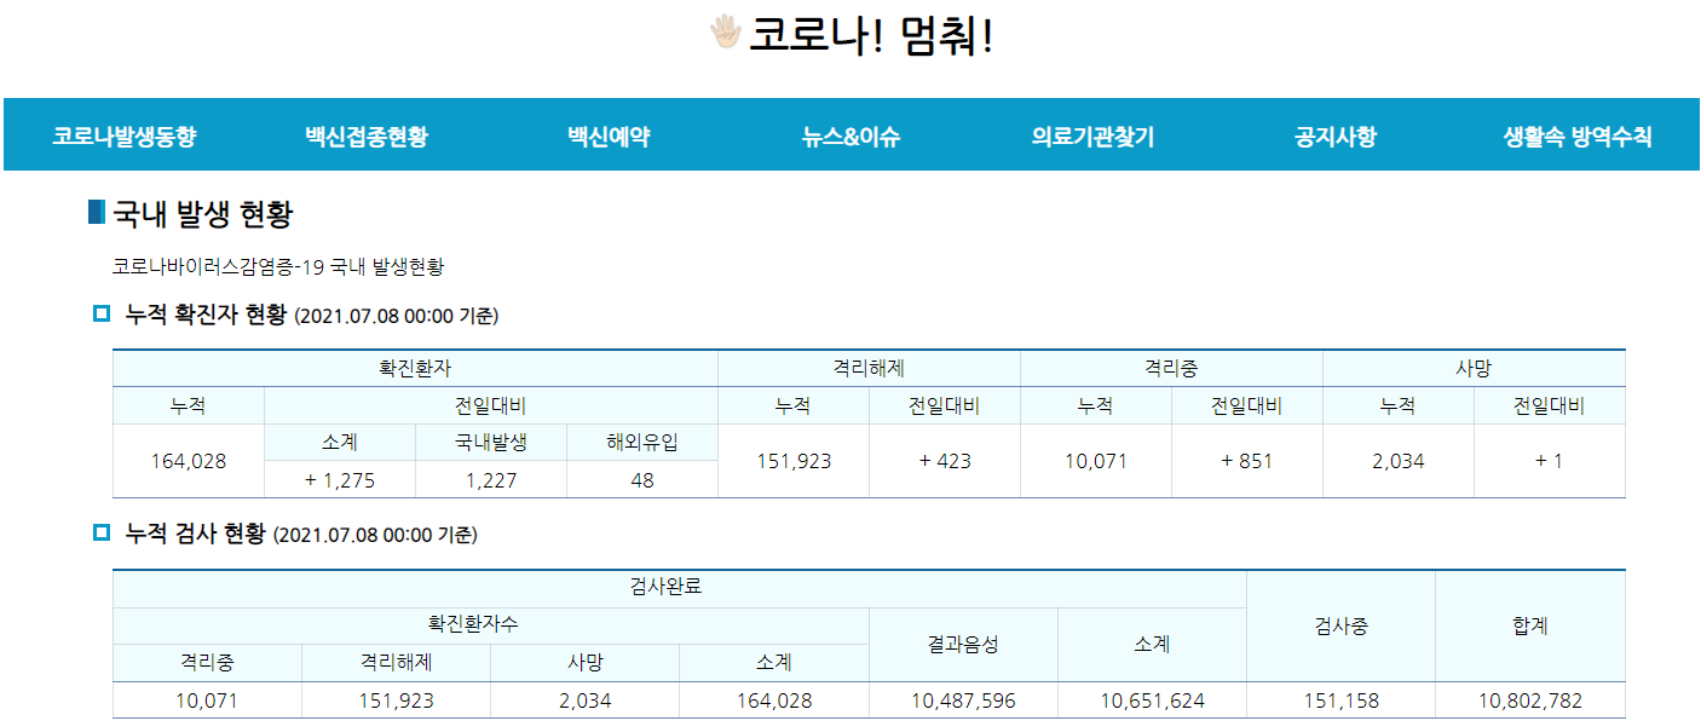 코로나! 멈춰!
코로나발생동향 백신접종현황 백신예약 뉴스&이슈 의료기관찾기 공지사항 생활속 방역수칙
국내 발생 현황
코로나바이러스감염증-19 국내 발생현황
누적 확진자 현황 (2021.07.08 00:00 기준)
확진환자 격리해제 격리중 사망
누적 전일대비 누적 전일대비 누적 전일대비 누적 전일대비
소계 국내발생 해외유입
164,028 151,923 + 423 10,071 + 851 2,034 + 1
+ 1,275 1,227 48
누적 검사 현황 (2021.07.08 00:00 기준)
검사완료
확진환자수 결과음성 소계 검사중 합계
격리중 격리해제 사망 소계
10,071 151,923 2,034 164,028 10,487,596 10,651,624 151,158 10,802,782